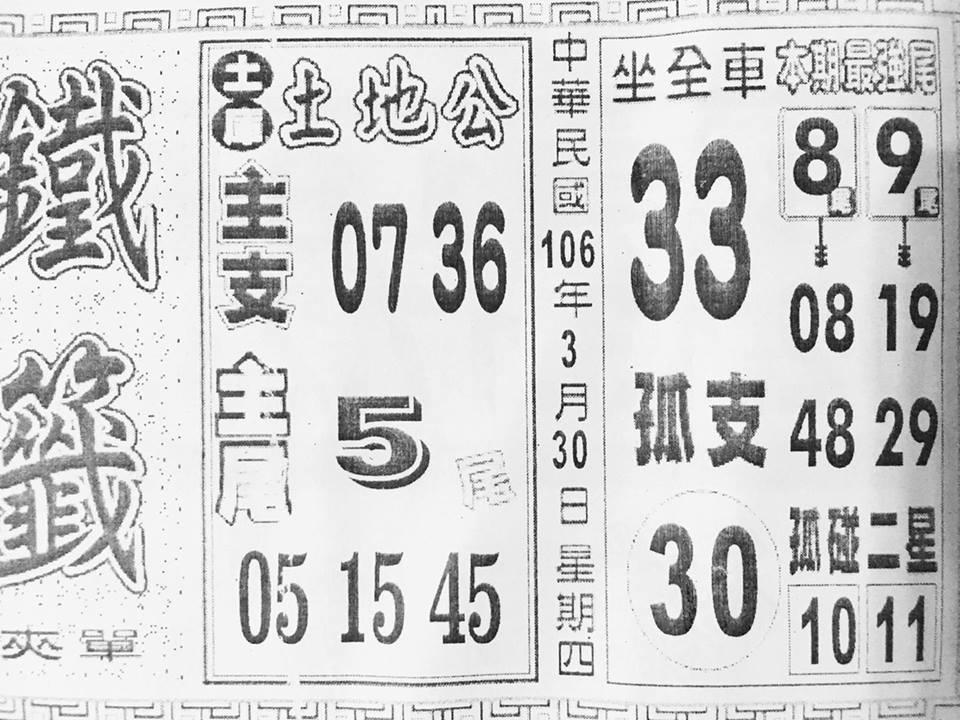 鐵
籤
夾單
土地公
主支
07 36
主尾
5尾
05 15 45
中華民國106年3月30日星期四
坐全車
33
孤支
30
本期最強尾
8尾 9尾
08 19
48 29
孤碰二星
10 11